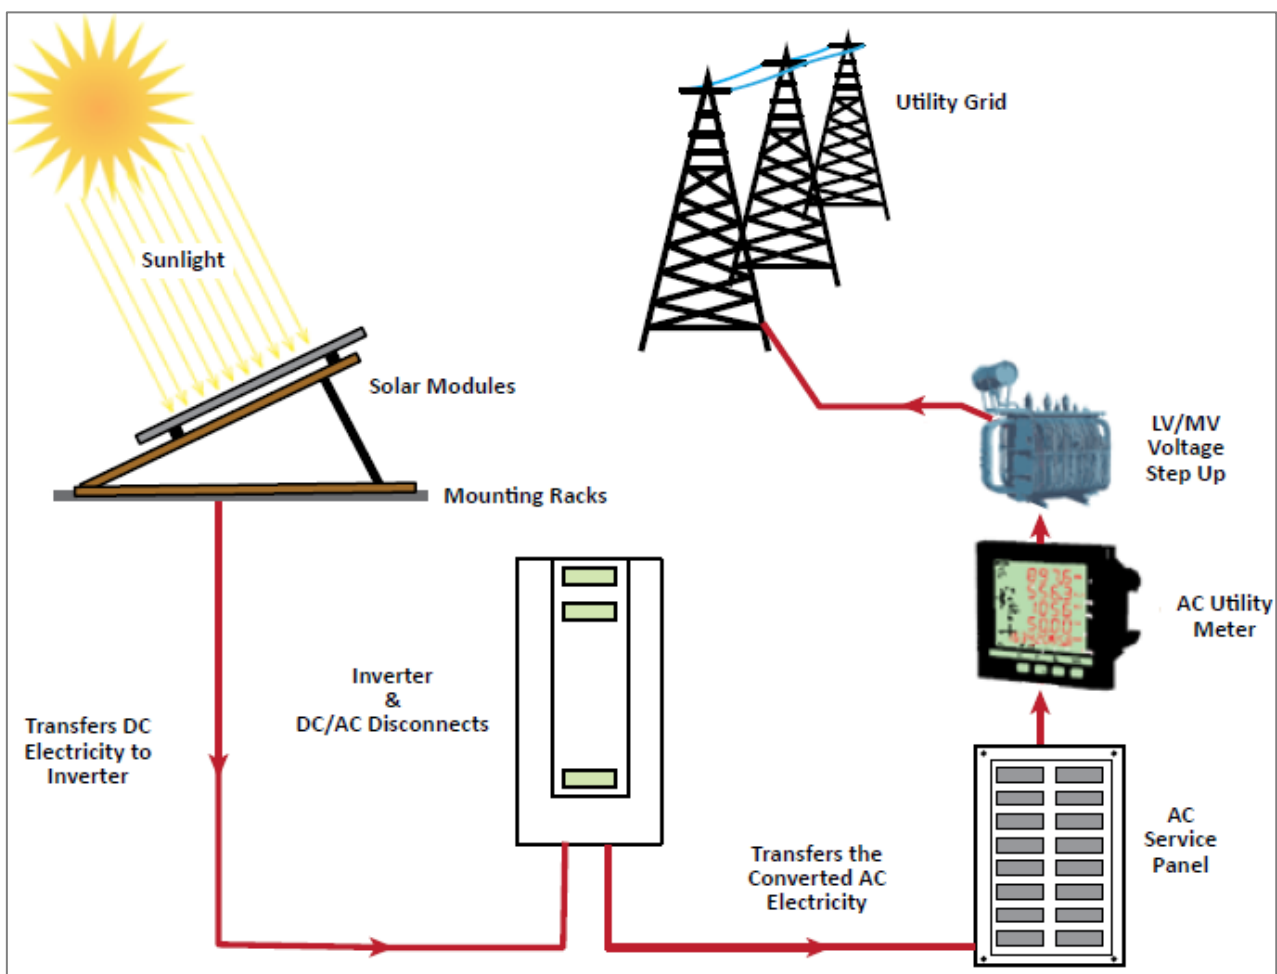 Utility Grid
Sunlight
Solar Modules
Mounting Racks
LV/MV
Voltage
Step Up
AC Utility
Meter
Inverter
&
DC/AC Disconnects
Transfers DC
Electricity to
Inverter
Transfers the
Converted AC
Electricity
AC
Service
Panel